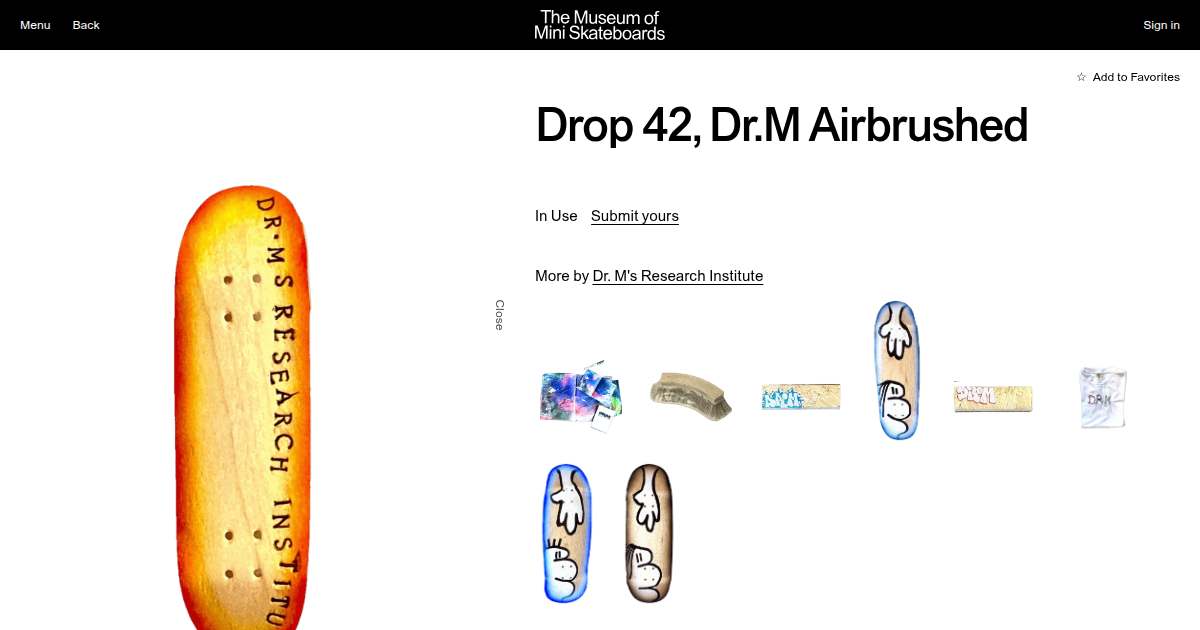 Menu
Back
The Museum of
Mini Skateboards
Sign in
☆ Add to Favorites
Drop 42, Dr.M Airbrushed
In Use
Submit yours
More by Dr. M's Research Institute
Close
DR•M'S RESEARCH INSTITU
DR.M